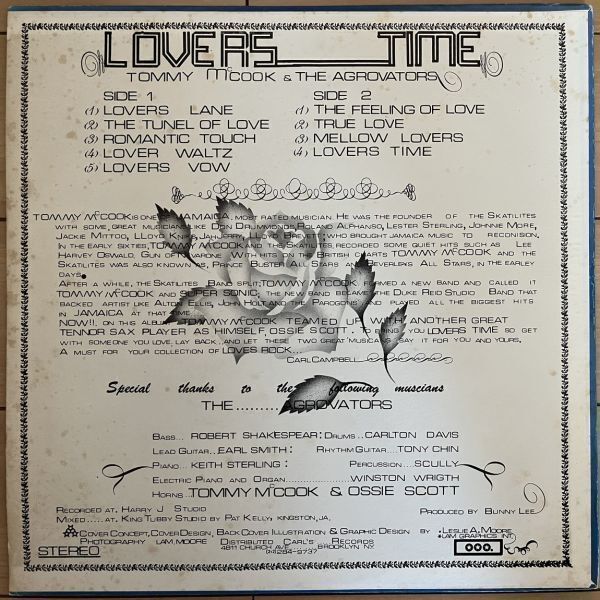 LOVERS TIME
TOMMY McCOOK & THE AGROVATORS
SIDE 1
(1) LOVERS LANE
(2) THE TUNEL OF LOVE
(3) ROMANTIC TOUCH
(4) LOVER WALTZ
(5) LOVERS VOW
SIDE 2
(1) THE FEELING OF LOVE
(2) TRUE LOVE
(3) MELLOW LOVERS
(4) LOVERS TIME
TOMMY McCOOK IS ONE JAMAICA, MOST RATED MUSICIAN. HE WAS THE FOUNDER OF THE SKATILITES
WITH SOME, GREAT MUSICIANS LIKE DON DRUMMOND, ROLAND ALPHANSO, LESTER STERLING, JOHNNIE MORE,
JACKIE MITTOO, LLOYD KNIBB, JAH JERRY, WHO BROUGHT JAMAICA MUSIC TO RECONISION.
IN THE EARLY SIXTIES, TOMMY McCOOK AND THE SKATILITES RECORDED SOME QUIET HITS SUCH AS LEE
HARVEY OSWALD, GUN OF NAVARONE BRITISH CHARTS TOMMY McCOOK AND THE
SKATILITES WAS ALSO KNOWN AS, PRINCE BUSTER ALL STARS AND BEVERLEYS ALL STARS, IN THE EARLEY
DAYS
AFTER A WHILE, THE SKATILITES BAND SPLIT, TOMMY McCOOK FORMED A NEW BAND AND CALLED IT
TOMMY McCOOK AND SUPER SONIC. THE NEW BAND BECAME THE DUKE REID STUDIO BAND THAT
BACKED ARTIST LIKE ALTON ELLIS, JOHN HOLT AND THE PARAGONS AND PLAYED ALL THE BIGGEST HITS
IN JAMAICA AT THAT TIME
NOW!!, ON THIS ALBUM TOMMY McCOOK TEAMED UP WITH ANOTHER GREAT
TENNOR SAX PLAYER AS HIMSELF, OSSIE SCOTT. YOU LOVERS TIME SO GET
WITH SOMEONE YOU LOVE, LAY BACK, AND LET THESE TWO GREAT MUSICIANS SAY IT FOR YOU AND YOURS,
A MUST FOR YOUR COLLECTION OF LOVES ROCK
CARL CAMPBELL
Special thanks to the following muscians
THE.........AGROVATORS
BASS... ROBERT SHAKESPEAR: DRUMS.. CARLTON DAVIS
LEAD GUITAR...EARL SMITH: RHYTHM GUITAR....TONY CHIN
PIANO... KEITH STERLING: PERCUSSION....SCULLY
ELECTRIC PIANO AND ORGAN..............WINSTON WRIGTH
HORNS: TOMMY McCOOK & OSSIE SCOTT
RECORDED AT, HARRY J STUDIO
PRODUCED BY BUNNY LEE
MIXED.....AT, KING TUBBY STUDIO BY PAT KELLY, KINGSTON, JA.
COVER CONCEPT, COVER DESIGN, BACK COVER ILLUSTRATION & GRAPHIC DESIGN BY LESLIE A. MOORE
PHOTOGRAPHY L.A.M. MOORE DISTRIBUTED CARL'S RECORDS LAM GRAPHICS INT.
4811 CHURCH AVE BROOKLYN NY.
STEREO
000.